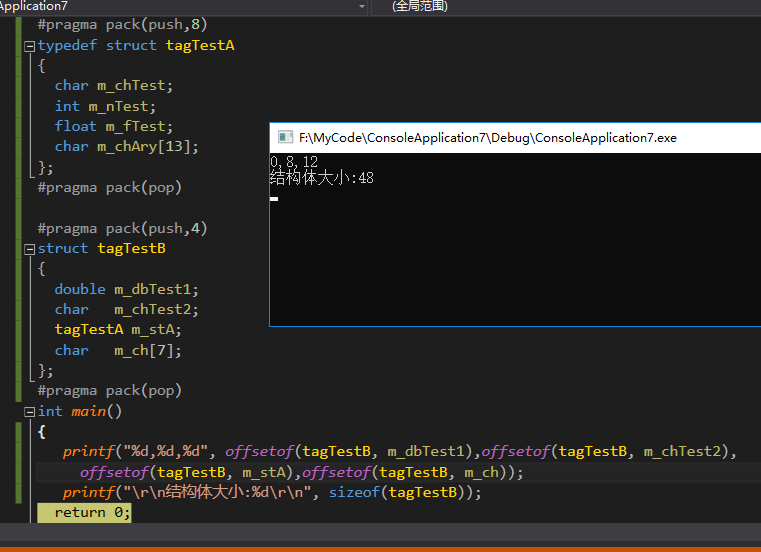 Application7 (全局范围)
#pragma pack(push,8)
typedef struct tagTestA
{
char m_chTest;
int m_nTest;
float m_fTest;
char m_chAry[13];
};
#pragma pack(pop)
#pragma pack(push,4)
struct tagTestB
{
double m_dbTest1;
char m_chTest2;
tagTestA m_stA;
char m_ch[7];
};
#pragma pack(pop)
int main()
{
printf("%d,%d,%d", offsetof(tagTestB, m_dbTest1),offsetof(tagTestB, m_chTest2),
offsetof(tagTestB, m_stA),offsetof(tagTestB, m_ch));
printf("\r\n结构体大小:%d\r\n", sizeof(tagTestB));
return 0;
F:\MyCode\ConsoleApplication7\Debug\ConsoleApplication7.exe
0,8,12
结构体大小:48